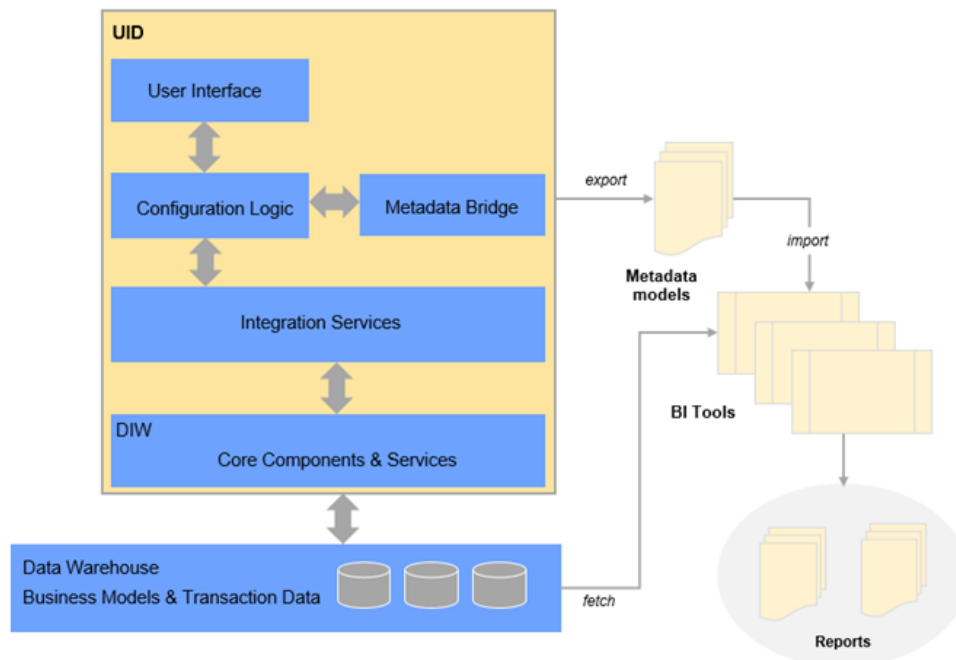 UID
User Interface
Configuration Logic
Metadata Bridge
export
import
Metadata
models
Integration Services
BI Tools
DIW
Core Components & Services
Data Warehouse
Business Models & Transaction Data
fetch
Reports